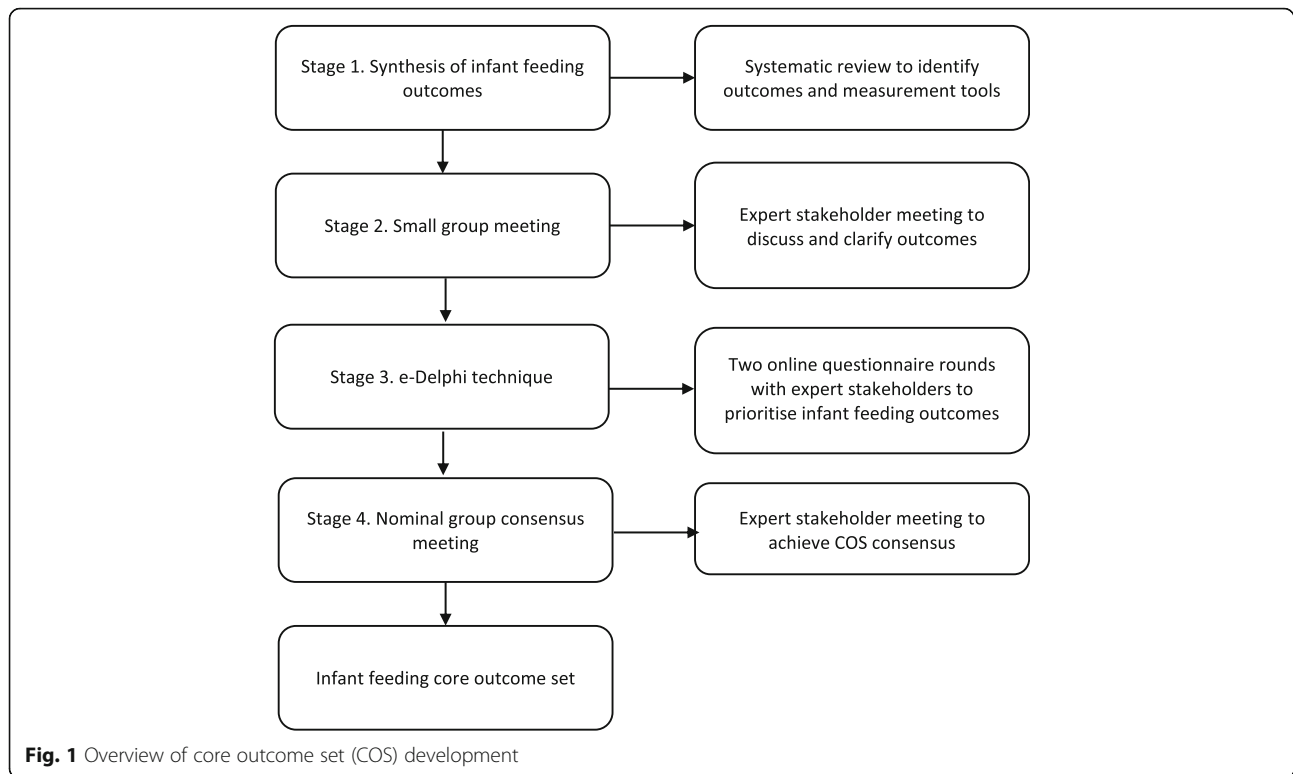 Stage 1. Synthesis of infant feeding
outcomes
Systematic review to identify
outcomes and measurement tools
Stage 2. Small group meeting
Expert stakeholder meeting to
discuss and clarify outcomes
Stage 3. e-Delphi technique
Two online questionnaire rounds
with expert stakeholders to
prioritise infant feeding outcomes
Stage 4. Nominal group consensus
meeting
Expert stakeholder meeting to
achieve COS consensus
Infant feeding core outcome set
Fig. 1 Overview of core outcome set (COS) development